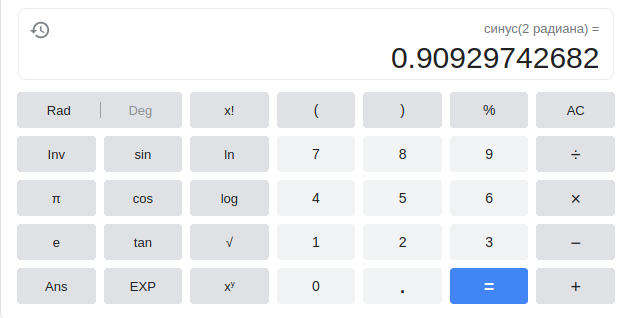 синус(2 радиана) =
0.90929742682
Rad | Deg x! ( ) % AC
Inv sin ln 7 8 9 ÷
π cos log 4 5 6 ×
e tan √ 1 2 3 −
Ans EXP xʸ 0 . = +